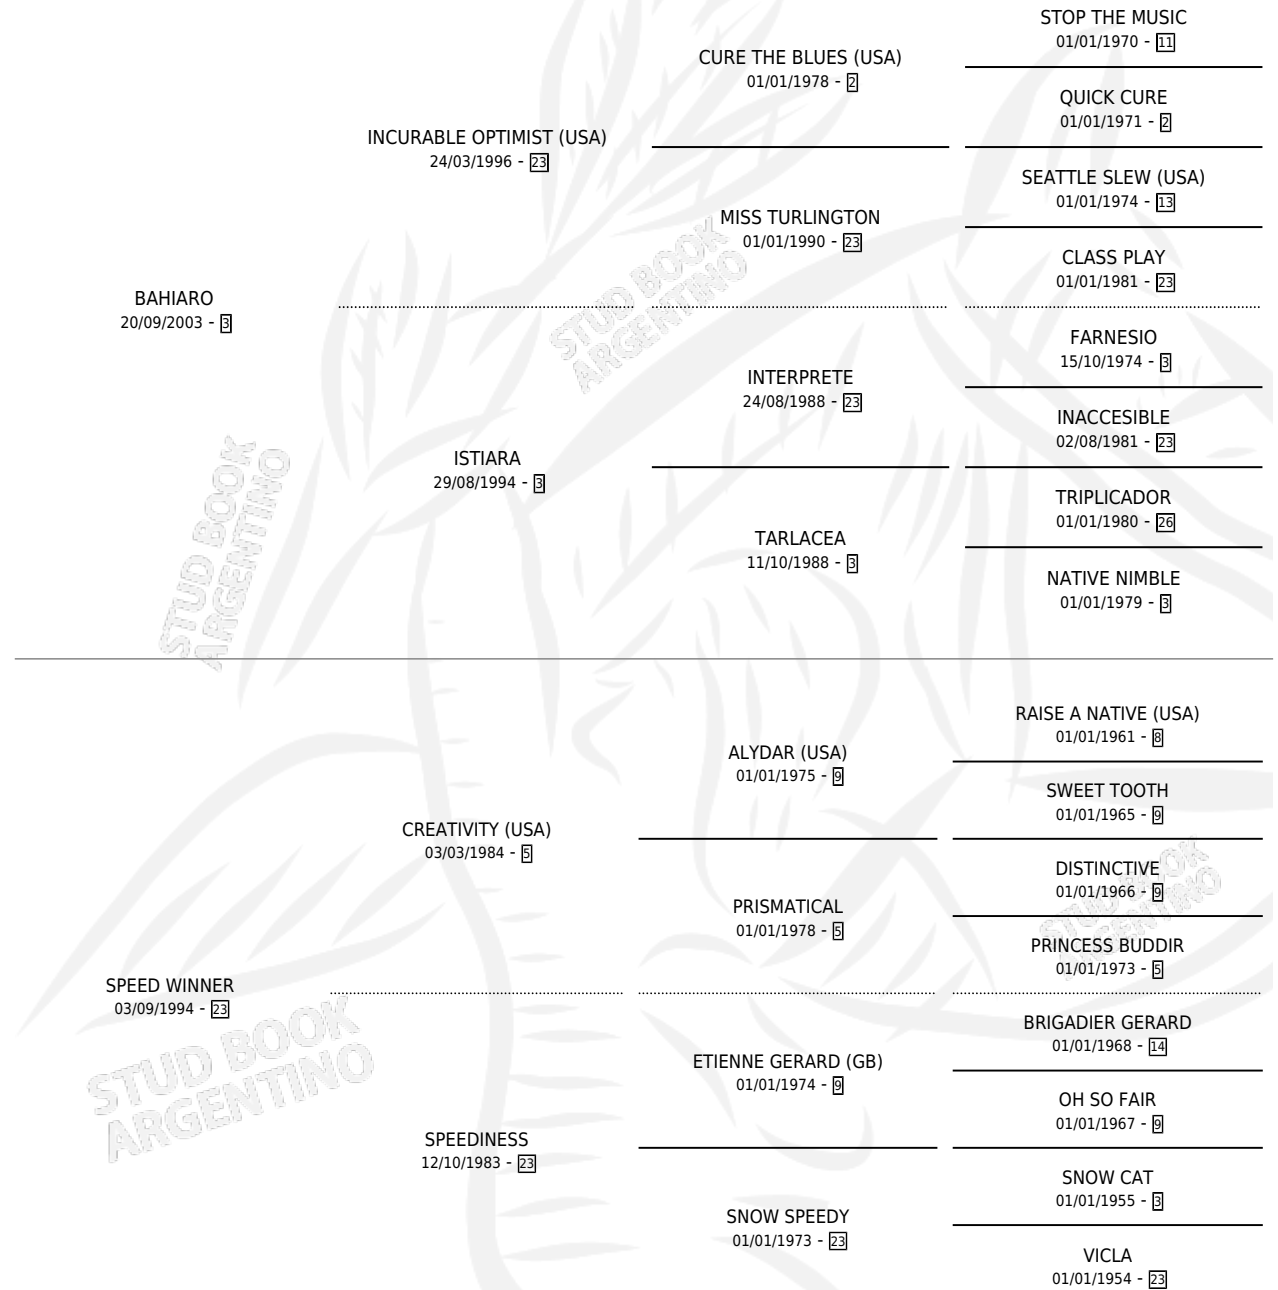 STOP THE MUSIC
01/01/1970 - 11
CURE THE BLUES (USA)
01/01/1978 - 2
QUICK CURE
01/01/1971 - 2
INCURABLE OPTIMIST (USA)
24/03/1996 - 23
SEATTLE SLEW (USA)
01/01/1974 - 13
MISS TURLINGTON
01/01/1990 - 23
CLASS PLAY
01/01/1981 - 23
BAHIARO
20/09/2003 - 3
FARNESIO
15/10/1974 - 3
INTERPRETE
24/08/1988 - 23
INACCESIBLE
02/08/1981 - 23
ISTIARA
29/08/1994 - 3
TRIPLICADOR
01/01/1980 - 26
TARLACEA
11/10/1988 - 3
NATIVE NIMBLE
01/01/1979 - 3
RAISE A NATIVE (USA)
01/01/1961 - 8
ALYDAR (USA)
01/01/1975 - 9
SWEET TOOTH
01/01/1965 - 9
CREATIVITY (USA)
03/03/1984 - 5
DISTINCTIVE
01/01/1966 - 9
PRISMATICAL
01/01/1978 - 5
PRINCESS BUDDIR
01/01/1973 - 5
SPEED WINNER
03/09/1994 - 23
BRIGADIER GERARD
01/01/1968 - 14
ETIENNE GERARD (GB)
01/01/1974 - 9
OH SO FAIR
01/01/1967 - 9
SPEEDINESS
12/10/1983 - 23
SNOW CAT
01/01/1955 - 3
SNOW SPEEDY
01/01/1973 - 23
VICLA
01/01/1954 - 23
STUD BOOK
ARGENTINO
STUD BOOK
ARGENTINO
STUD BOOK
ARGENTINO
STUD BOOK
ARGENTINO